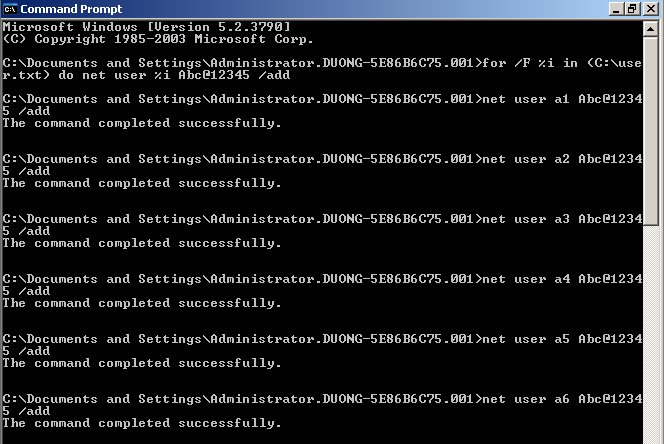 Command Prompt
Microsoft Windows [Version 5.2.3790]
(C) Copyright 1985-2003 Microsoft Corp.
C:\Documents and Settings\Administrator.DUONG-5E86B6C75.001>for /F %i in (C:\use
r.txt) do net user %i Abc@12345 /add
C:\Documents and Settings\Administrator.DUONG-5E86B6C75.001>net user a1 Abc@1234
5 /add
The command completed successfully.
C:\Documents and Settings\Administrator.DUONG-5E86B6C75.001>net user a2 Abc@1234
5 /add
The command completed successfully.
C:\Documents and Settings\Administrator.DUONG-5E86B6C75.001>net user a3 Abc@1234
5 /add
The command completed successfully.
C:\Documents and Settings\Administrator.DUONG-5E86B6C75.001>net user a4 Abc@1234
5 /add
The command completed successfully.
C:\Documents and Settings\Administrator.DUONG-5E86B6C75.001>net user a5 Abc@1234
5 /add
The command completed successfully.
C:\Documents and Settings\Administrator.DUONG-5E86B6C75.001>net user a6 Abc@1234
5 /add
The command completed successfully.